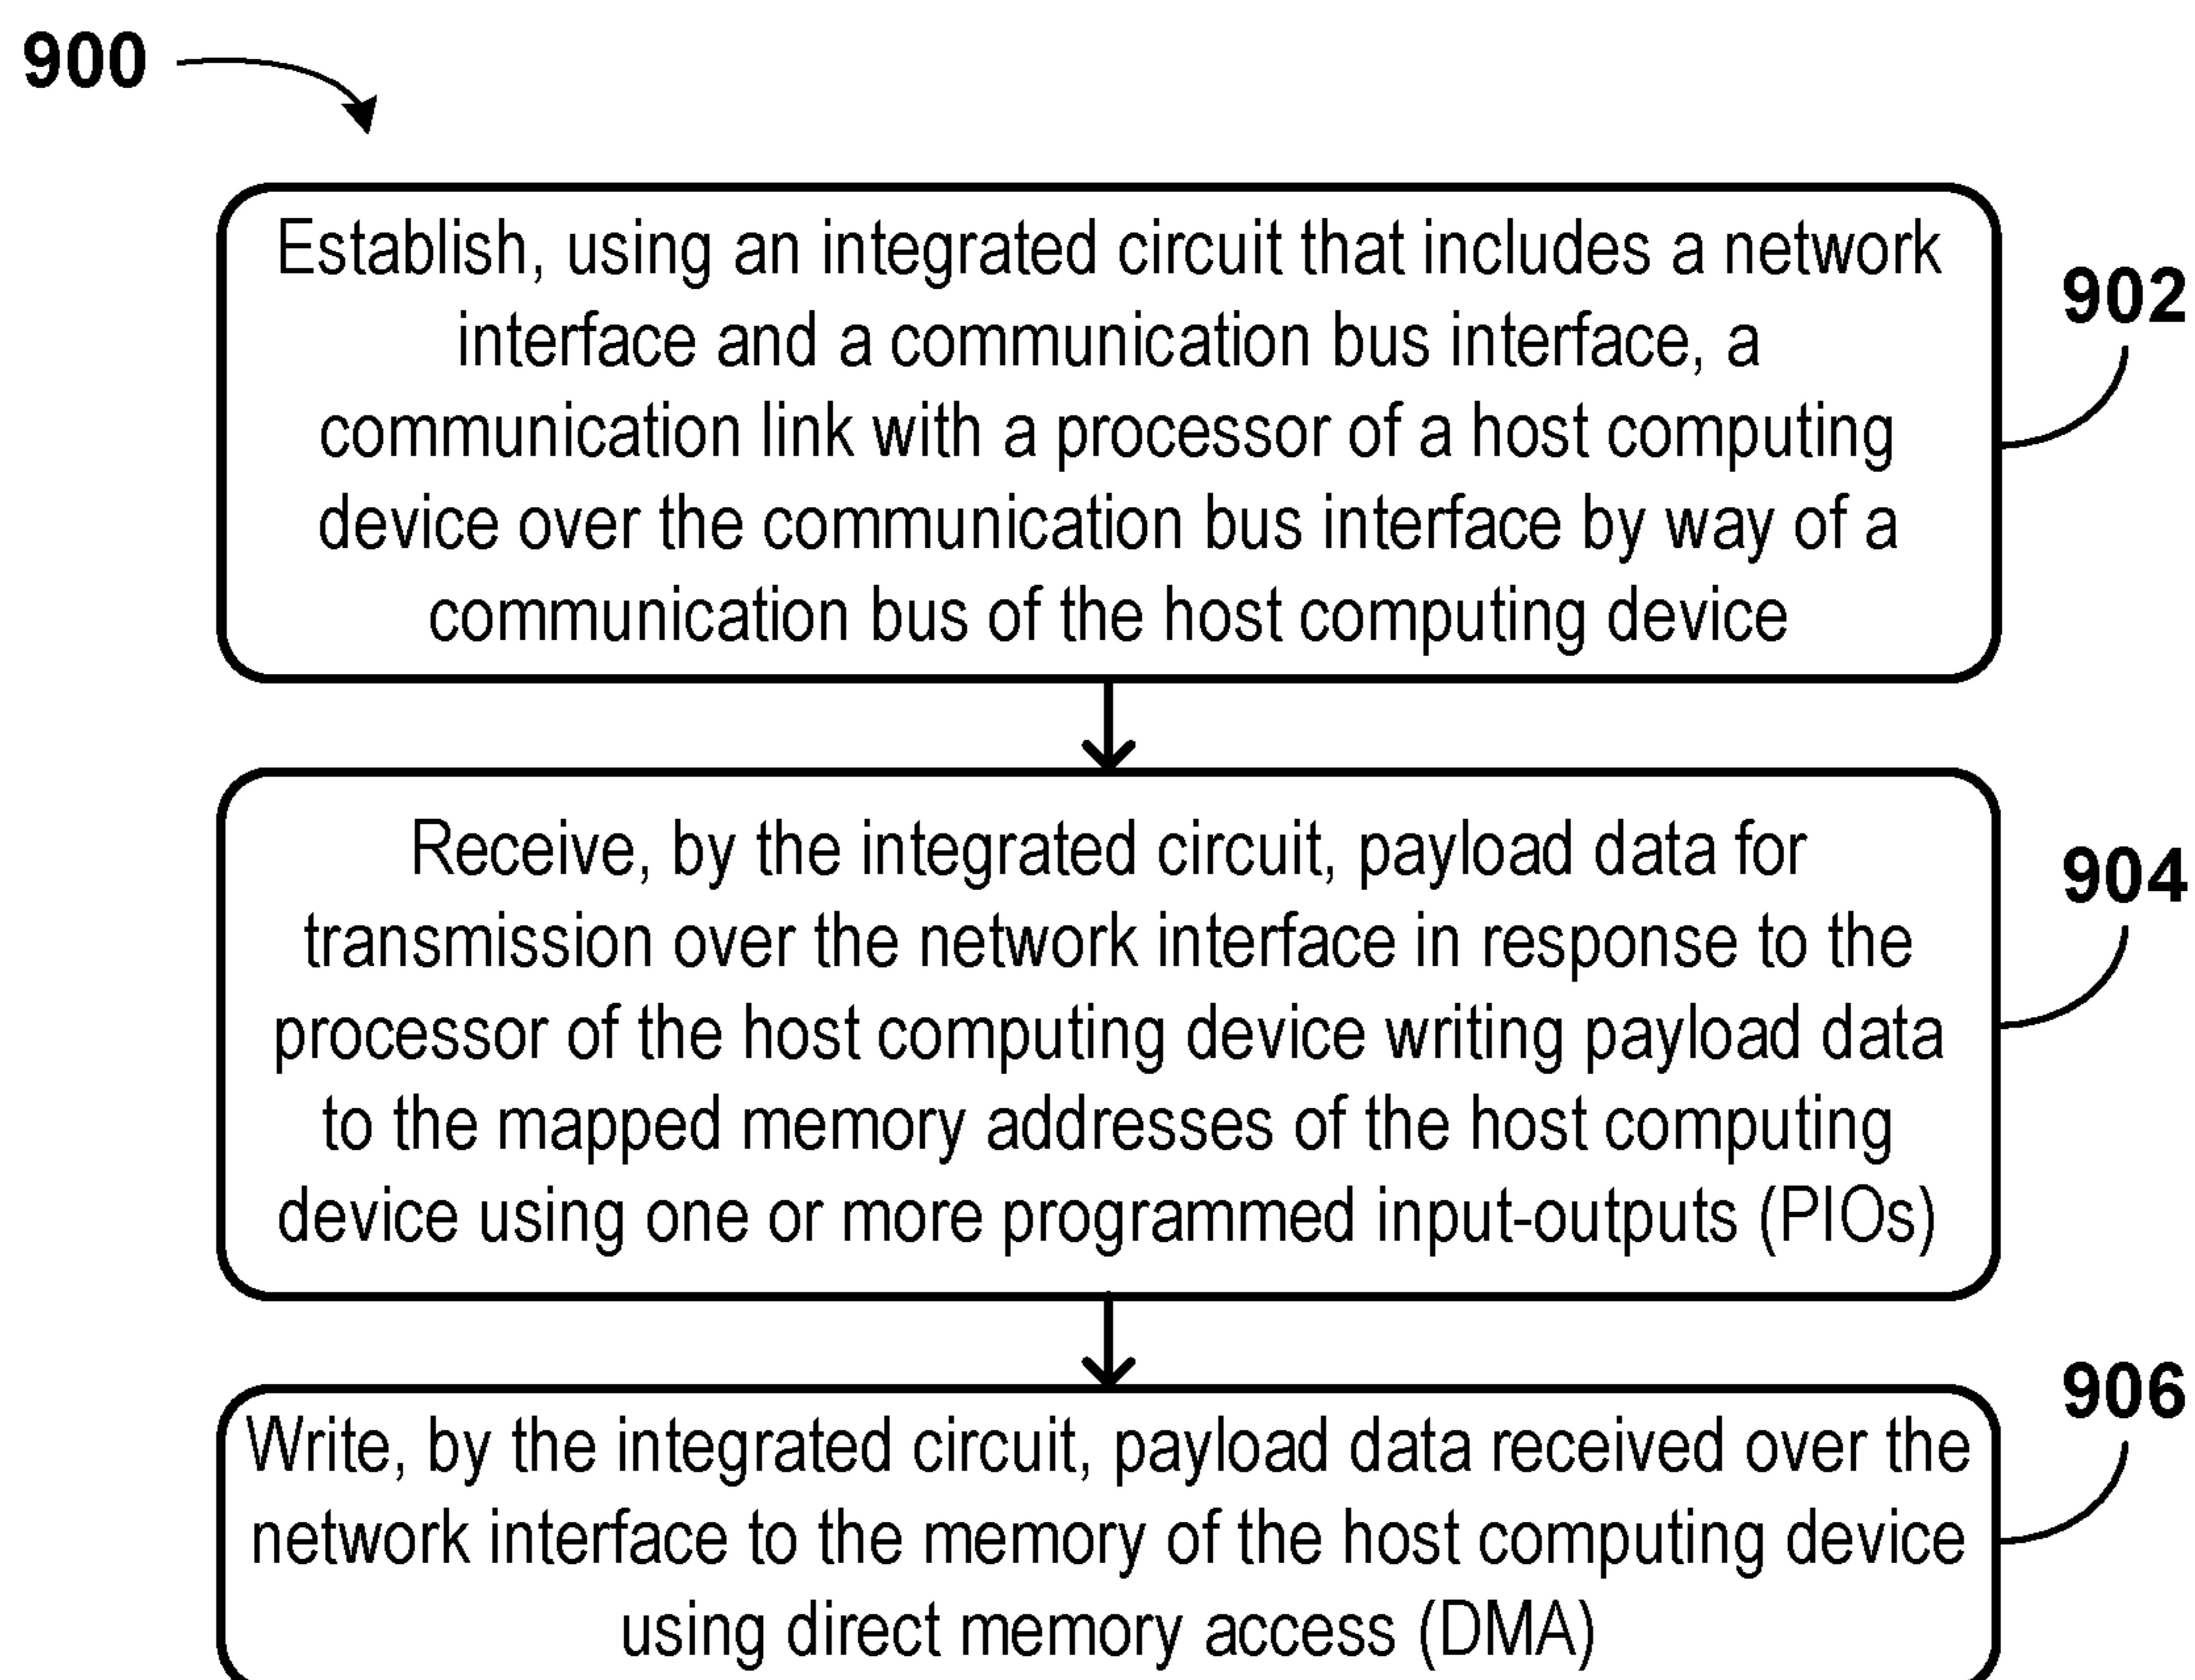 900
Establish, using an integrated circuit that includes a network
interface and a communication bus interface, a
communication link with a processor of a host computing
device over the communication bus interface by way of a
communication bus of the host computing device
902
Receive, by the integrated circuit, payload data for
transmission over the network interface in response to the
processor of the host computing device writing payload data
to the mapped memory addresses of the host computing
device using one or more programmed input-outputs (PIOs)
904
Write, by the integrated circuit, payload data received over the
network interface to the memory of the host computing device
using direct memory access (DMA)
906